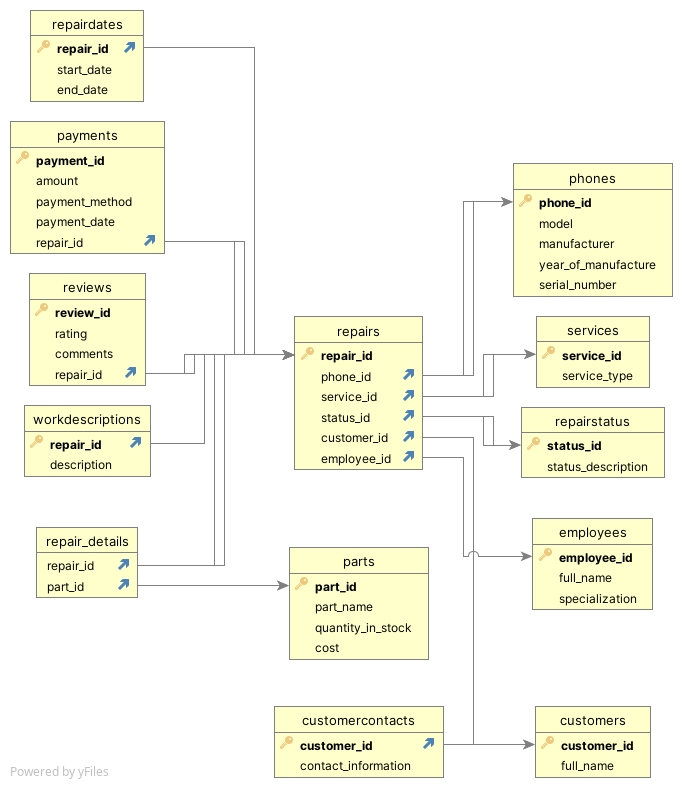 repairdates
repair_id
start_date
end_date
payments
payment_id
amount
payment_method
payment_date
repair_id
reviews
review_id
rating
comments
repair_id
workdescriptions
repair_id
description
repair_details
repair_id
part_id
repairs
repair_id
phone_id
service_id
status_id
customer_id
employee_id
parts
part_id
part_name
quantity_in_stock
cost
customercontacts
customer_id
contact_information
phones
phone_id
model
manufacturer
year_of_manufacture
serial_number
services
service_id
service_type
repairstatus
status_id
status_description
employees
employee_id
full_name
specialization
customers
customer_id
full_name
Powered by yFiles